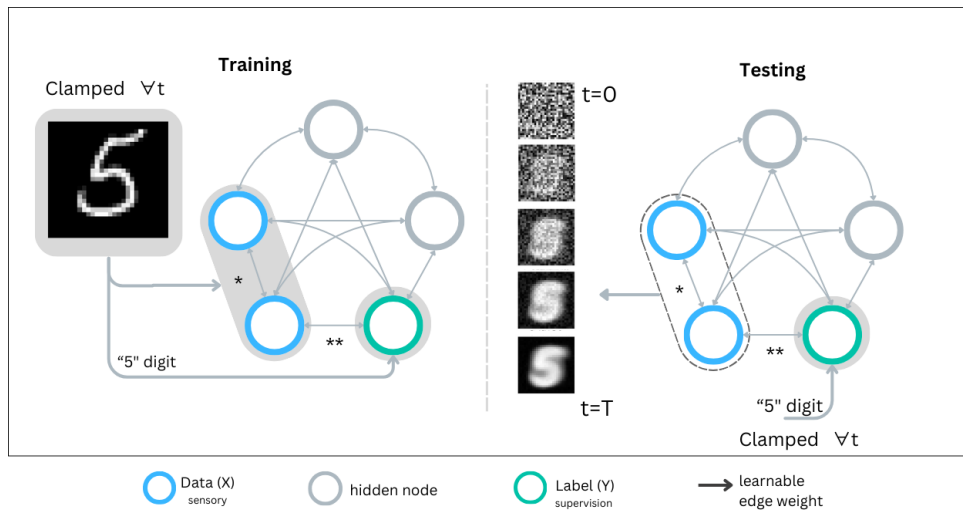 Training
Clamped ∀t
*
**
“5" digit
Testing
t=0
t=T
*
**
“5" digit
Clamped ∀t
Data (X)
sensory
hidden node
Label (Y)
supervision
learnable
edge weight